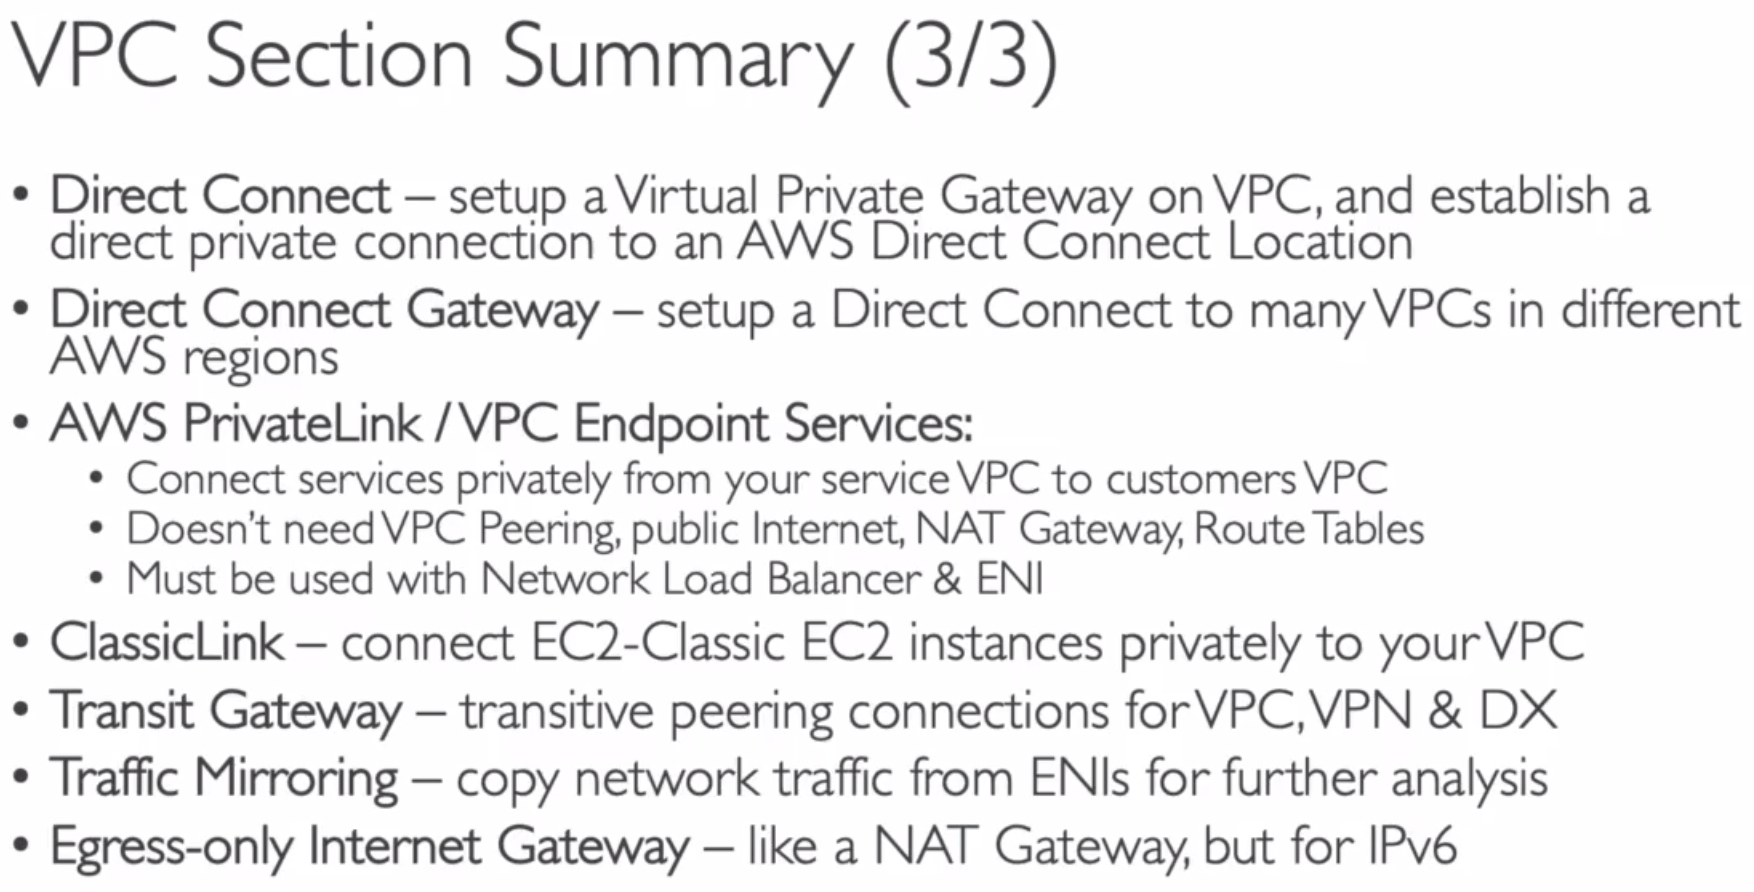 VPC Section Summary (3/3)
• Direct Connect – setup a Virtual Private Gateway on VPC, and establish a
direct private connection to an AWS Direct Connect Location
• Direct Connect Gateway – setup a Direct Connect to many VPCs in different
AWS regions
• AWS PrivateLink / VPC Endpoint Services:
• Connect services privately from your service VPC to customers VPC
• Doesn't need VPC Peering, public Internet, NAT Gateway, Route Tables
• Must be used with Network Load Balancer & ENI
• ClassicLink – connect EC2-Classic EC2 instances privately to your VPC
• Transit Gateway – transitive peering connections for VPC, VPN & DX
• Traffic Mirroring – copy network traffic from ENIs for further analysis
• Egress-only Internet Gateway – like a NAT Gateway, but for IPv6